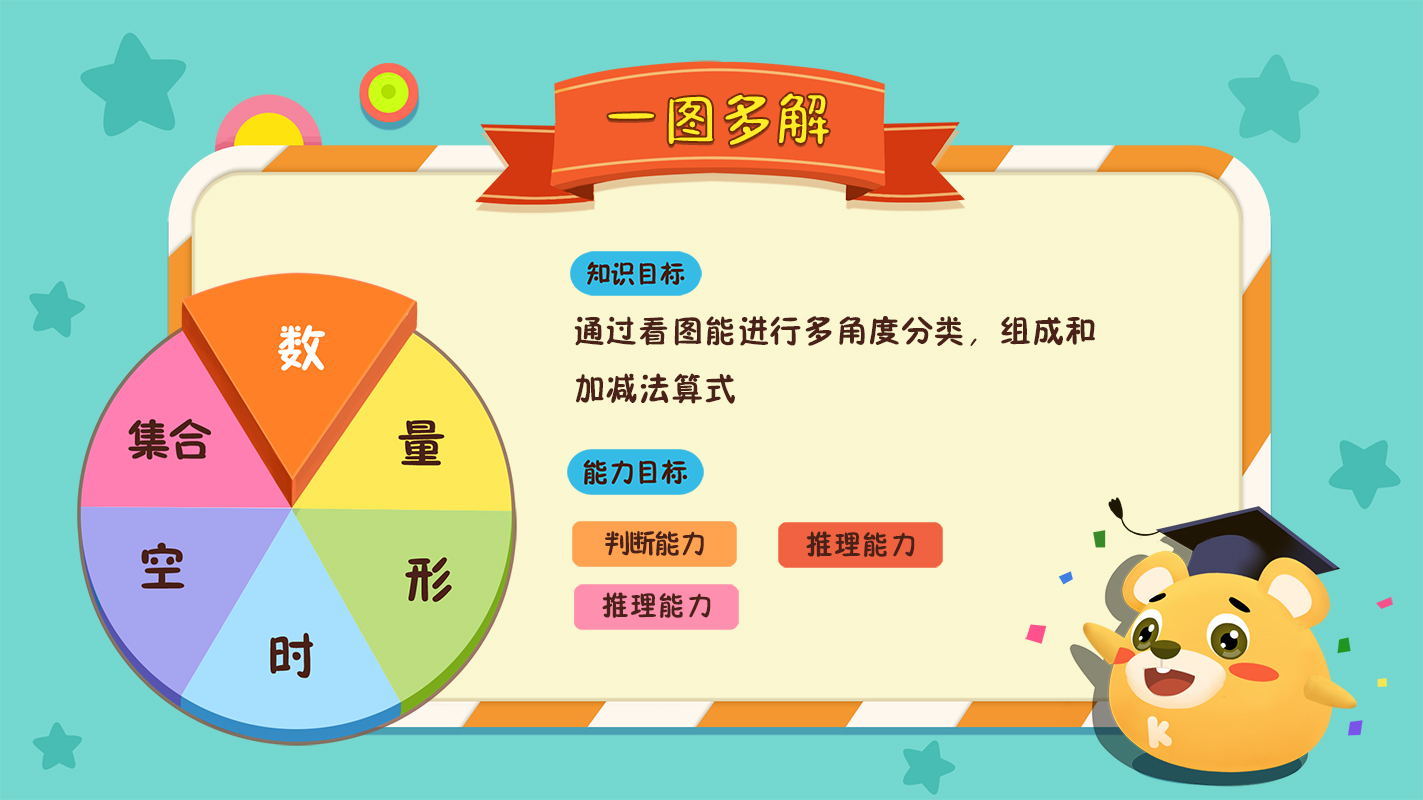 一图多解
数
集合
量
空
形
时
知识目标
通过看图能进行多角度分类，组成和
加减法算式
能力目标
判断能力
推理能力
推理能力
K